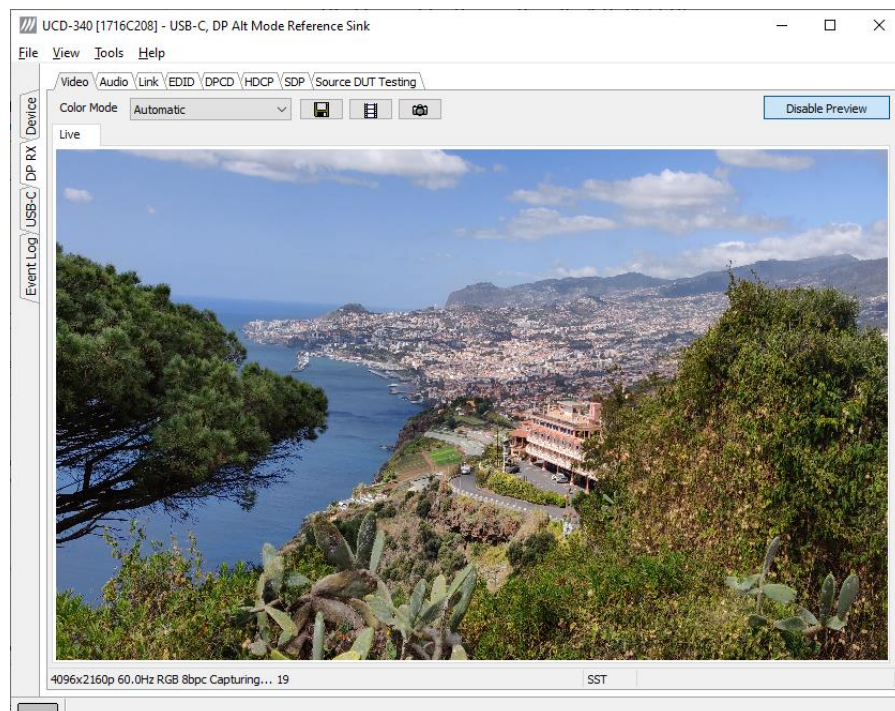 UCD-340 [1716C208] - USB-C, DP Alt Mode Reference Sink
File View Tools Help
Video Audio Link EDID DPCD HDCP SDP Source DUT Testing
Color Mode Automatic Disable Preview
Live
Device
DP RX
USB-C
Event Log
4096x2160p 60.0Hz RGB 8bpc Capturing... 19 SST